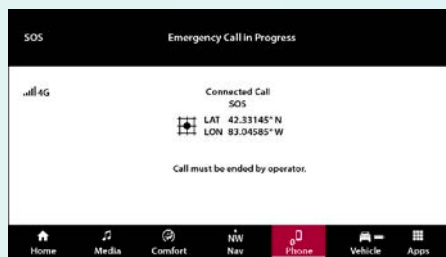 SOS Emergency Call in Progress
4G
Connected Call
SOS
LAT 42.33145° N
LON 83.04585° W
Call must be ended by operator.
NW
0
Home Media Comfort Nav Phone Vehicle Apps